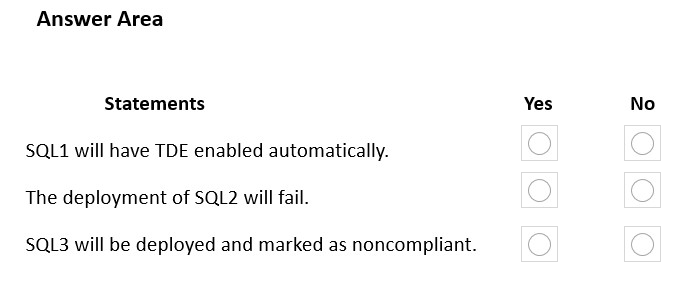 Answer Area
Statements Yes No
SQL1 will have TDE enabled automatically.
The deployment of SQL2 will fail.
SQL3 will be deployed and marked as noncompliant.